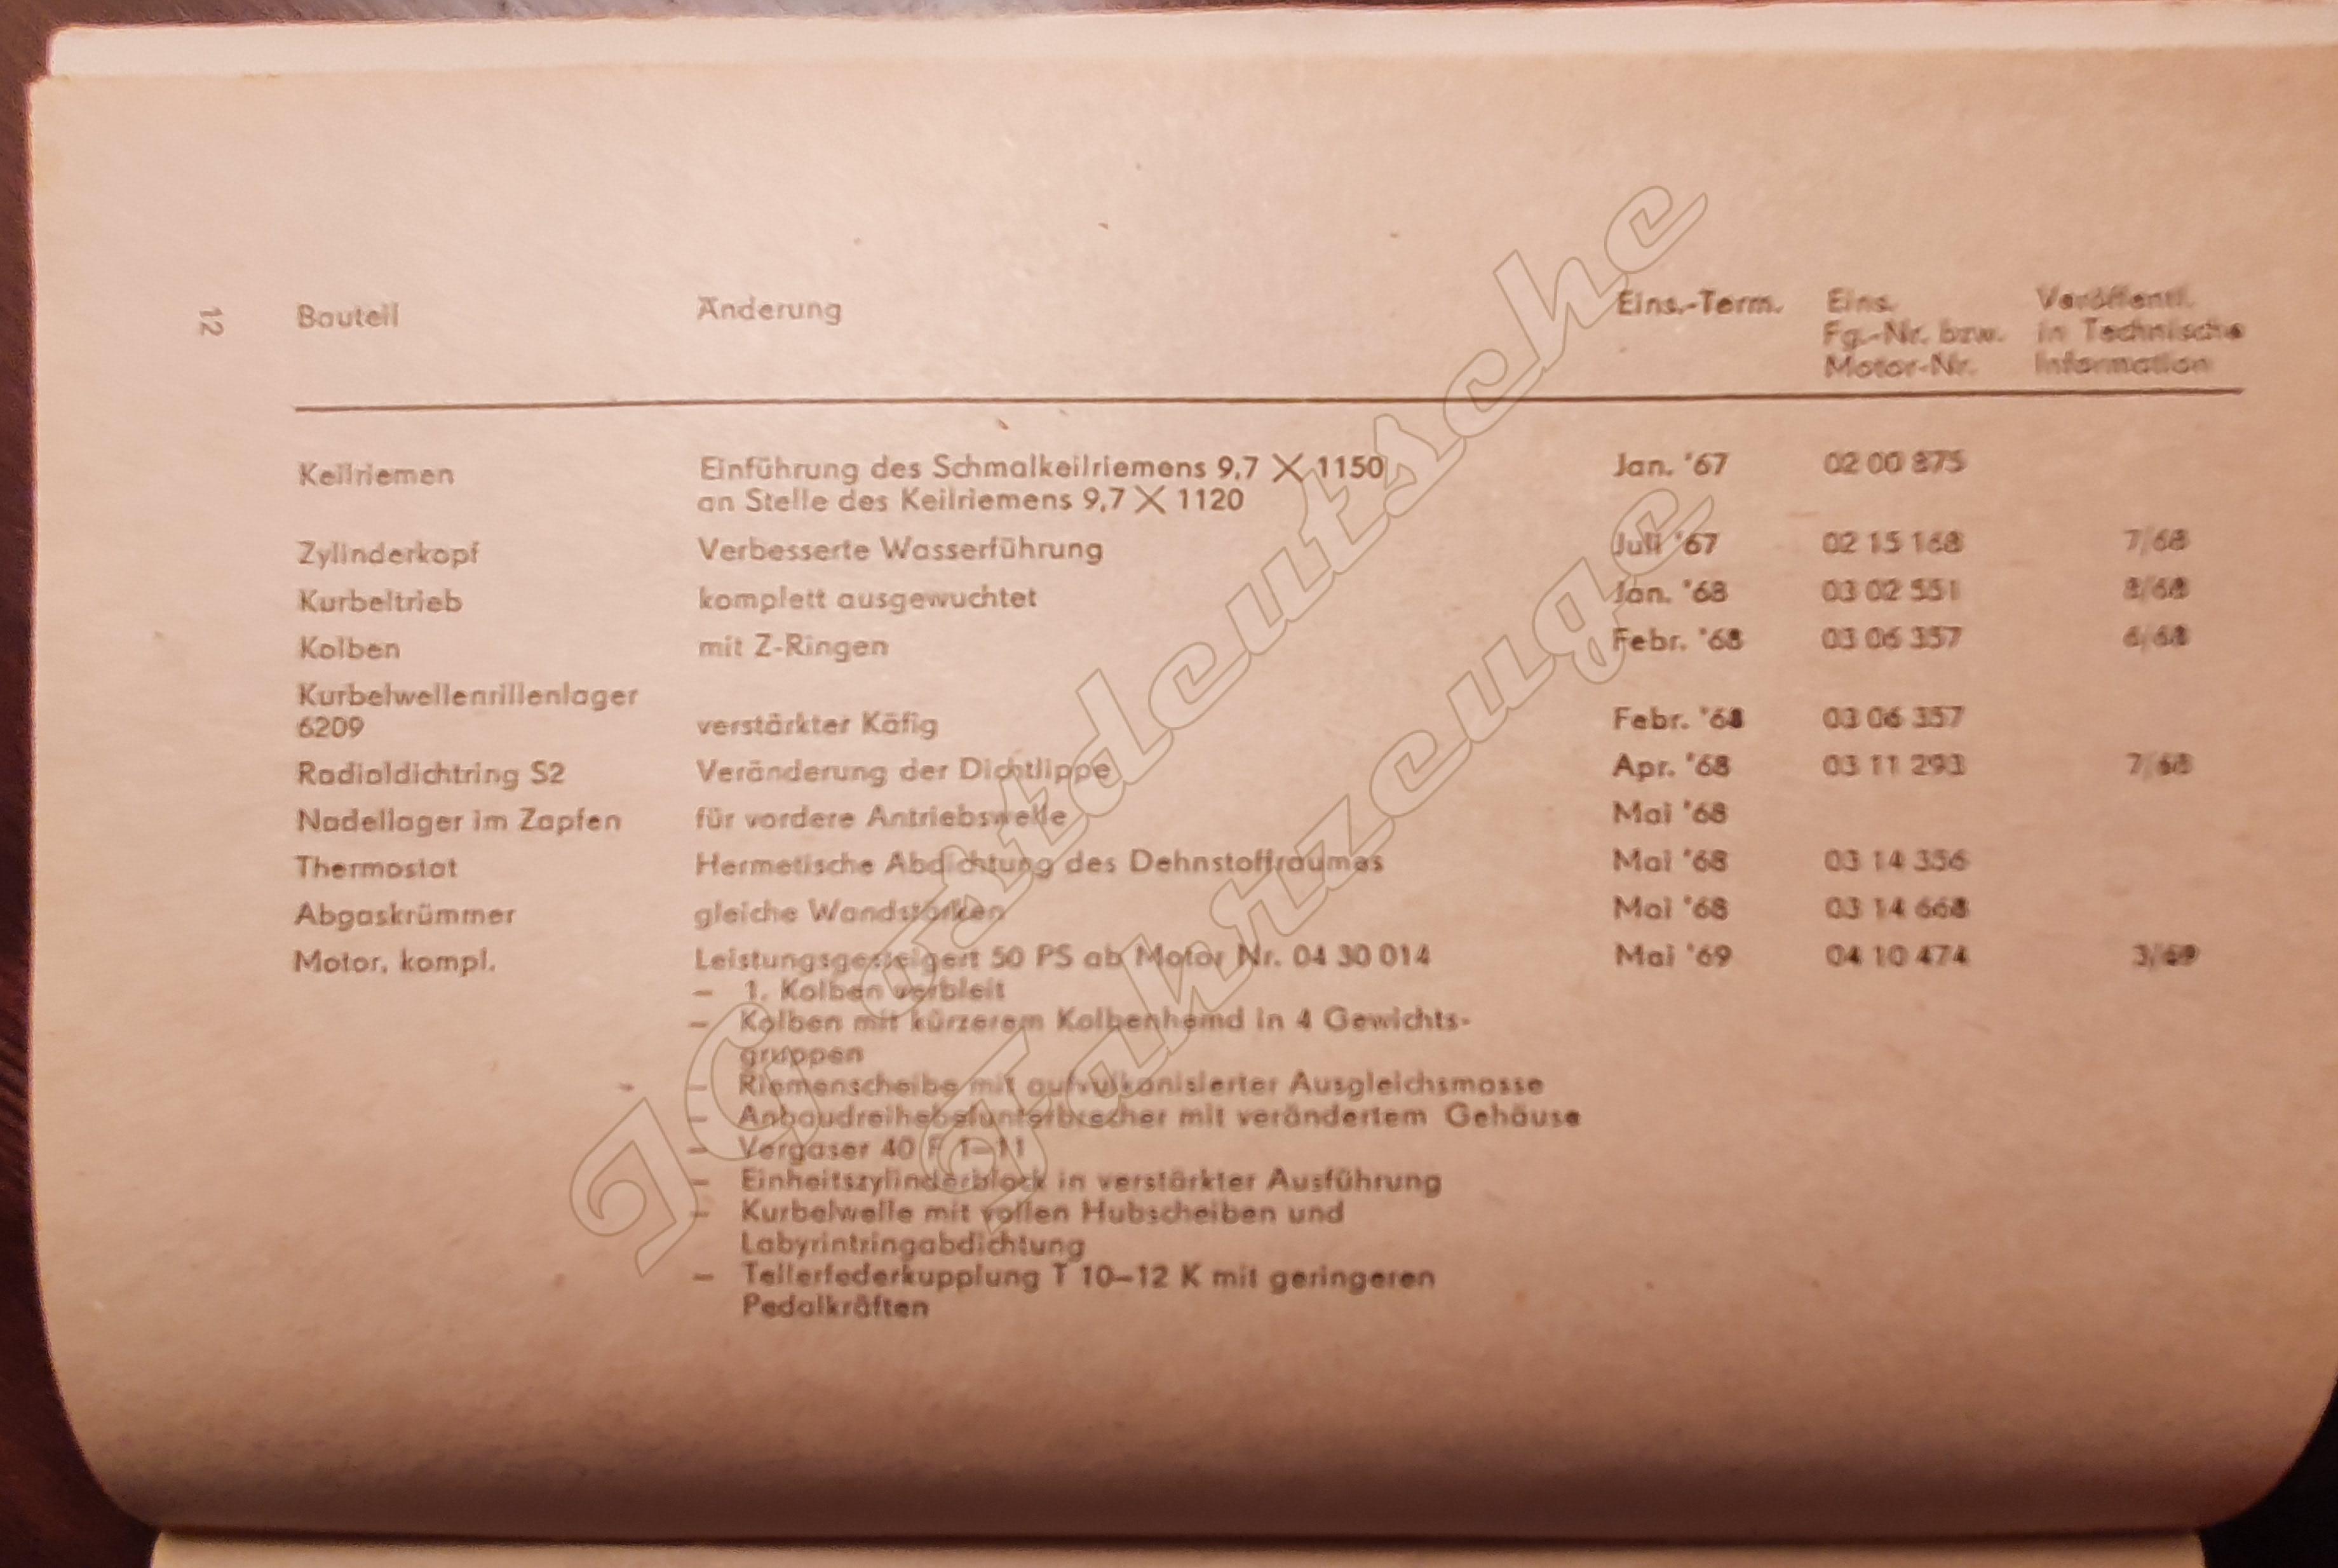 12
Bauteil Änderung Eins.-Term. Eins. Veröffentl.
Fg.-Nr. bzw. in Technische
Motor-Nr. Information
Keilriemen Einführung des Schmalkeilriemens 9,7 X 1150 Jan. '67 02 00 875
an Stelle des Keilriemens 9,7 X 1120
Zylinderkopf Verbesserte Wasserführung Juli '67 02 15 168 7/68
Kurbeltrieb komplett ausgewuchtet Jan. '68 03 02 551 8/68
Kolben mit Z-Ringen Febr. '68 03 06 357 6/68
Kurbelwellenrillenlager
6209 verstärkter Käfig Febr. '68 03 06 357
Radialdichtring S2 Veränderung der Dichtlippe Apr. '68 03 11 293 7/68
Nadellager im Zapfen für vordere Antriebswelle Mai '68
Thermostat Hermetische Abdichtung des Dehnstoffraumes Mai '68 03 14 356
Abgaskrümmer gleiche Wandstärken Mai '68 03 14 668
Motor, kompl. Leistungsgesteigert 50 PS ab Motor Nr. 04 30 014 Mai '69 04 10 474 3/69
– 1. Kolben verbleit
– Kolben mit kürzerem Kolbenhemd in 4 Gewichts-
gruppen
– Riemenscheibe mit aufvulkanisierter Ausgleichsmasse
– Anbaudreihebelunterbrecher mit verändertem Gehäuse
– Vergaser 40 F 1–11
– Einheitszylinderblock in verstärkter Ausführung
– Kurbelwelle mit vollen Hubscheiben und
Labyrintringabdichtung
– Tellerfederkupplung T 10–12 K mit geringeren
Pedalkräften
IG Ostdeutsche
Fahrzeuge